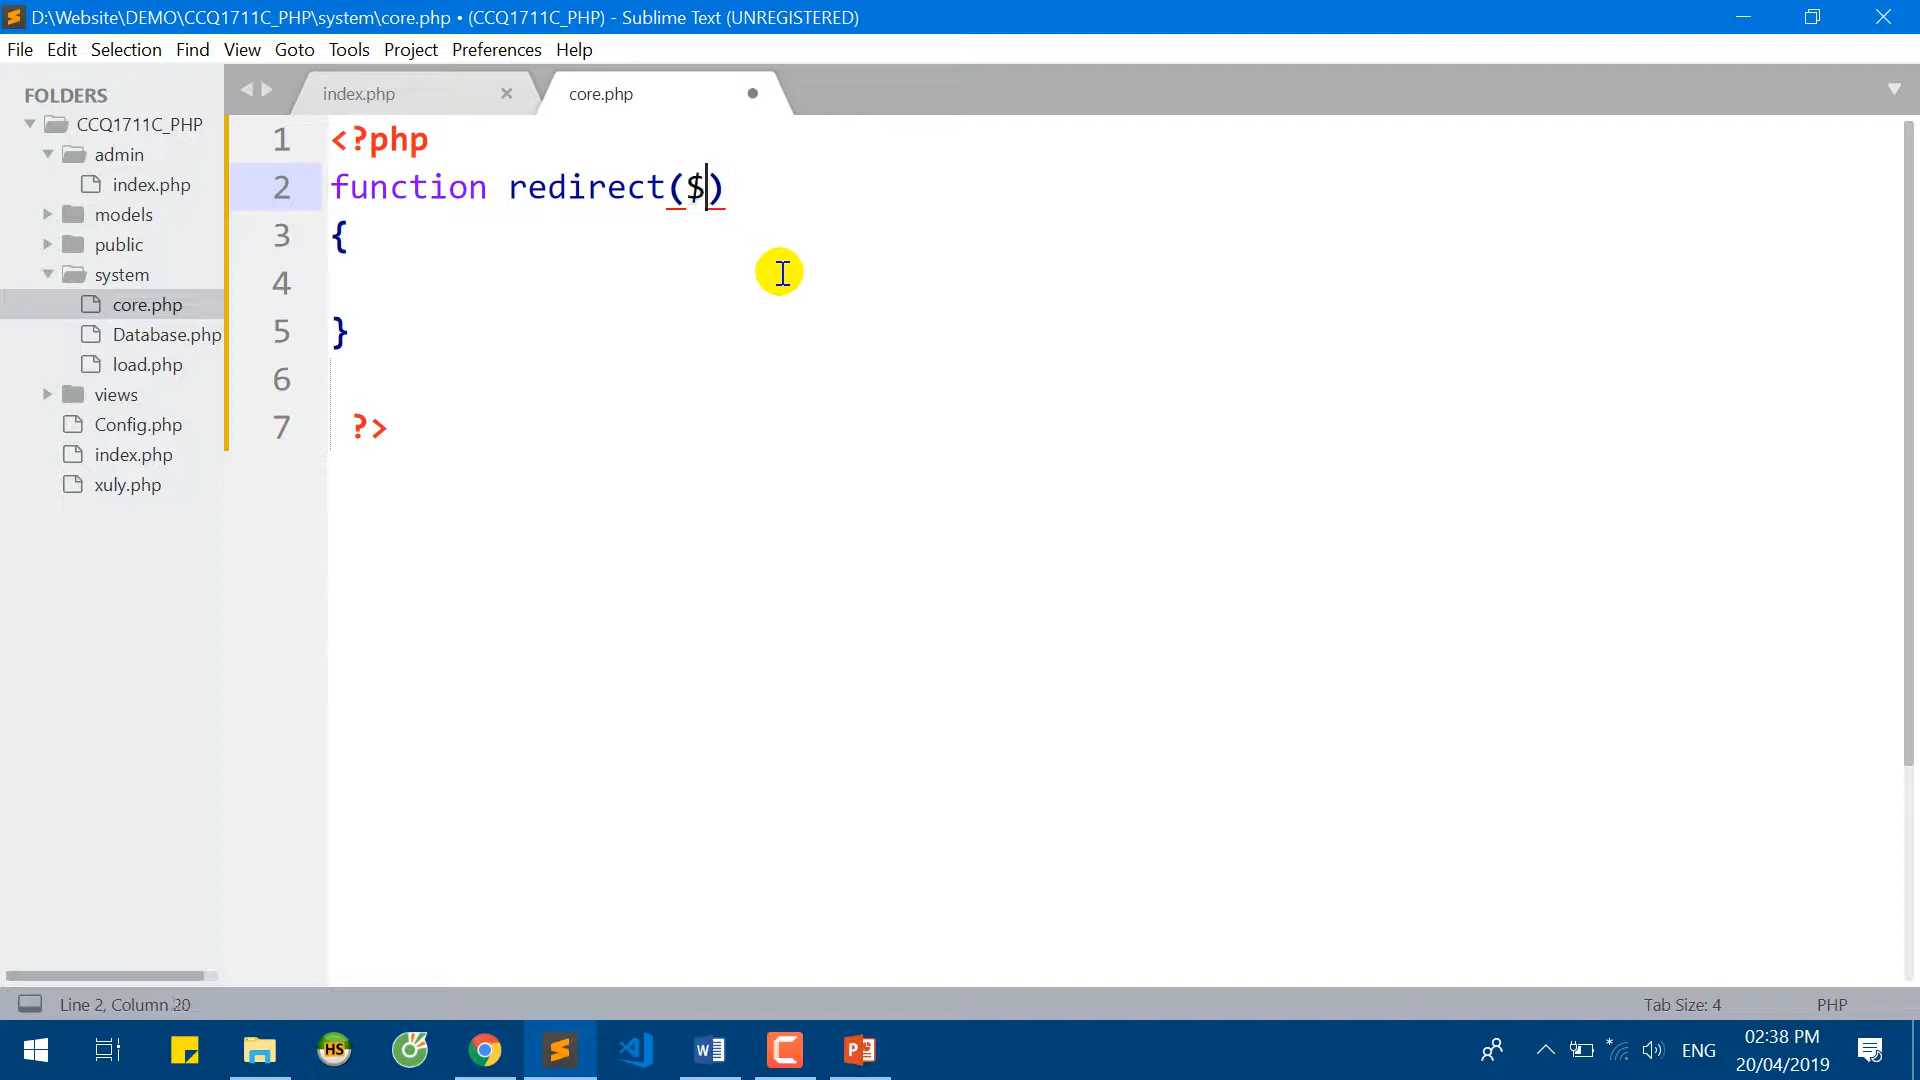 D:\Website\DEMO\CCQ1711C_PHP\system\core.php • (CCQ1711C_PHP) - Sublime Text (UNREGISTERED)
File Edit Selection Find View Goto Tools Project Preferences Help
FOLDERS
CCQ1711C_PHP
admin
index.php
models
public
system
core.php
Database.php
load.php
views
Config.php
index.php
xuly.php
index.php × core.php
1 <?php
2 function redirect($)
3 {
4
5 }
6
7 ?>
Line 2, Column 20 Tab Size: 4 PHP
HS
ENG
02:38 PM
20/04/2019